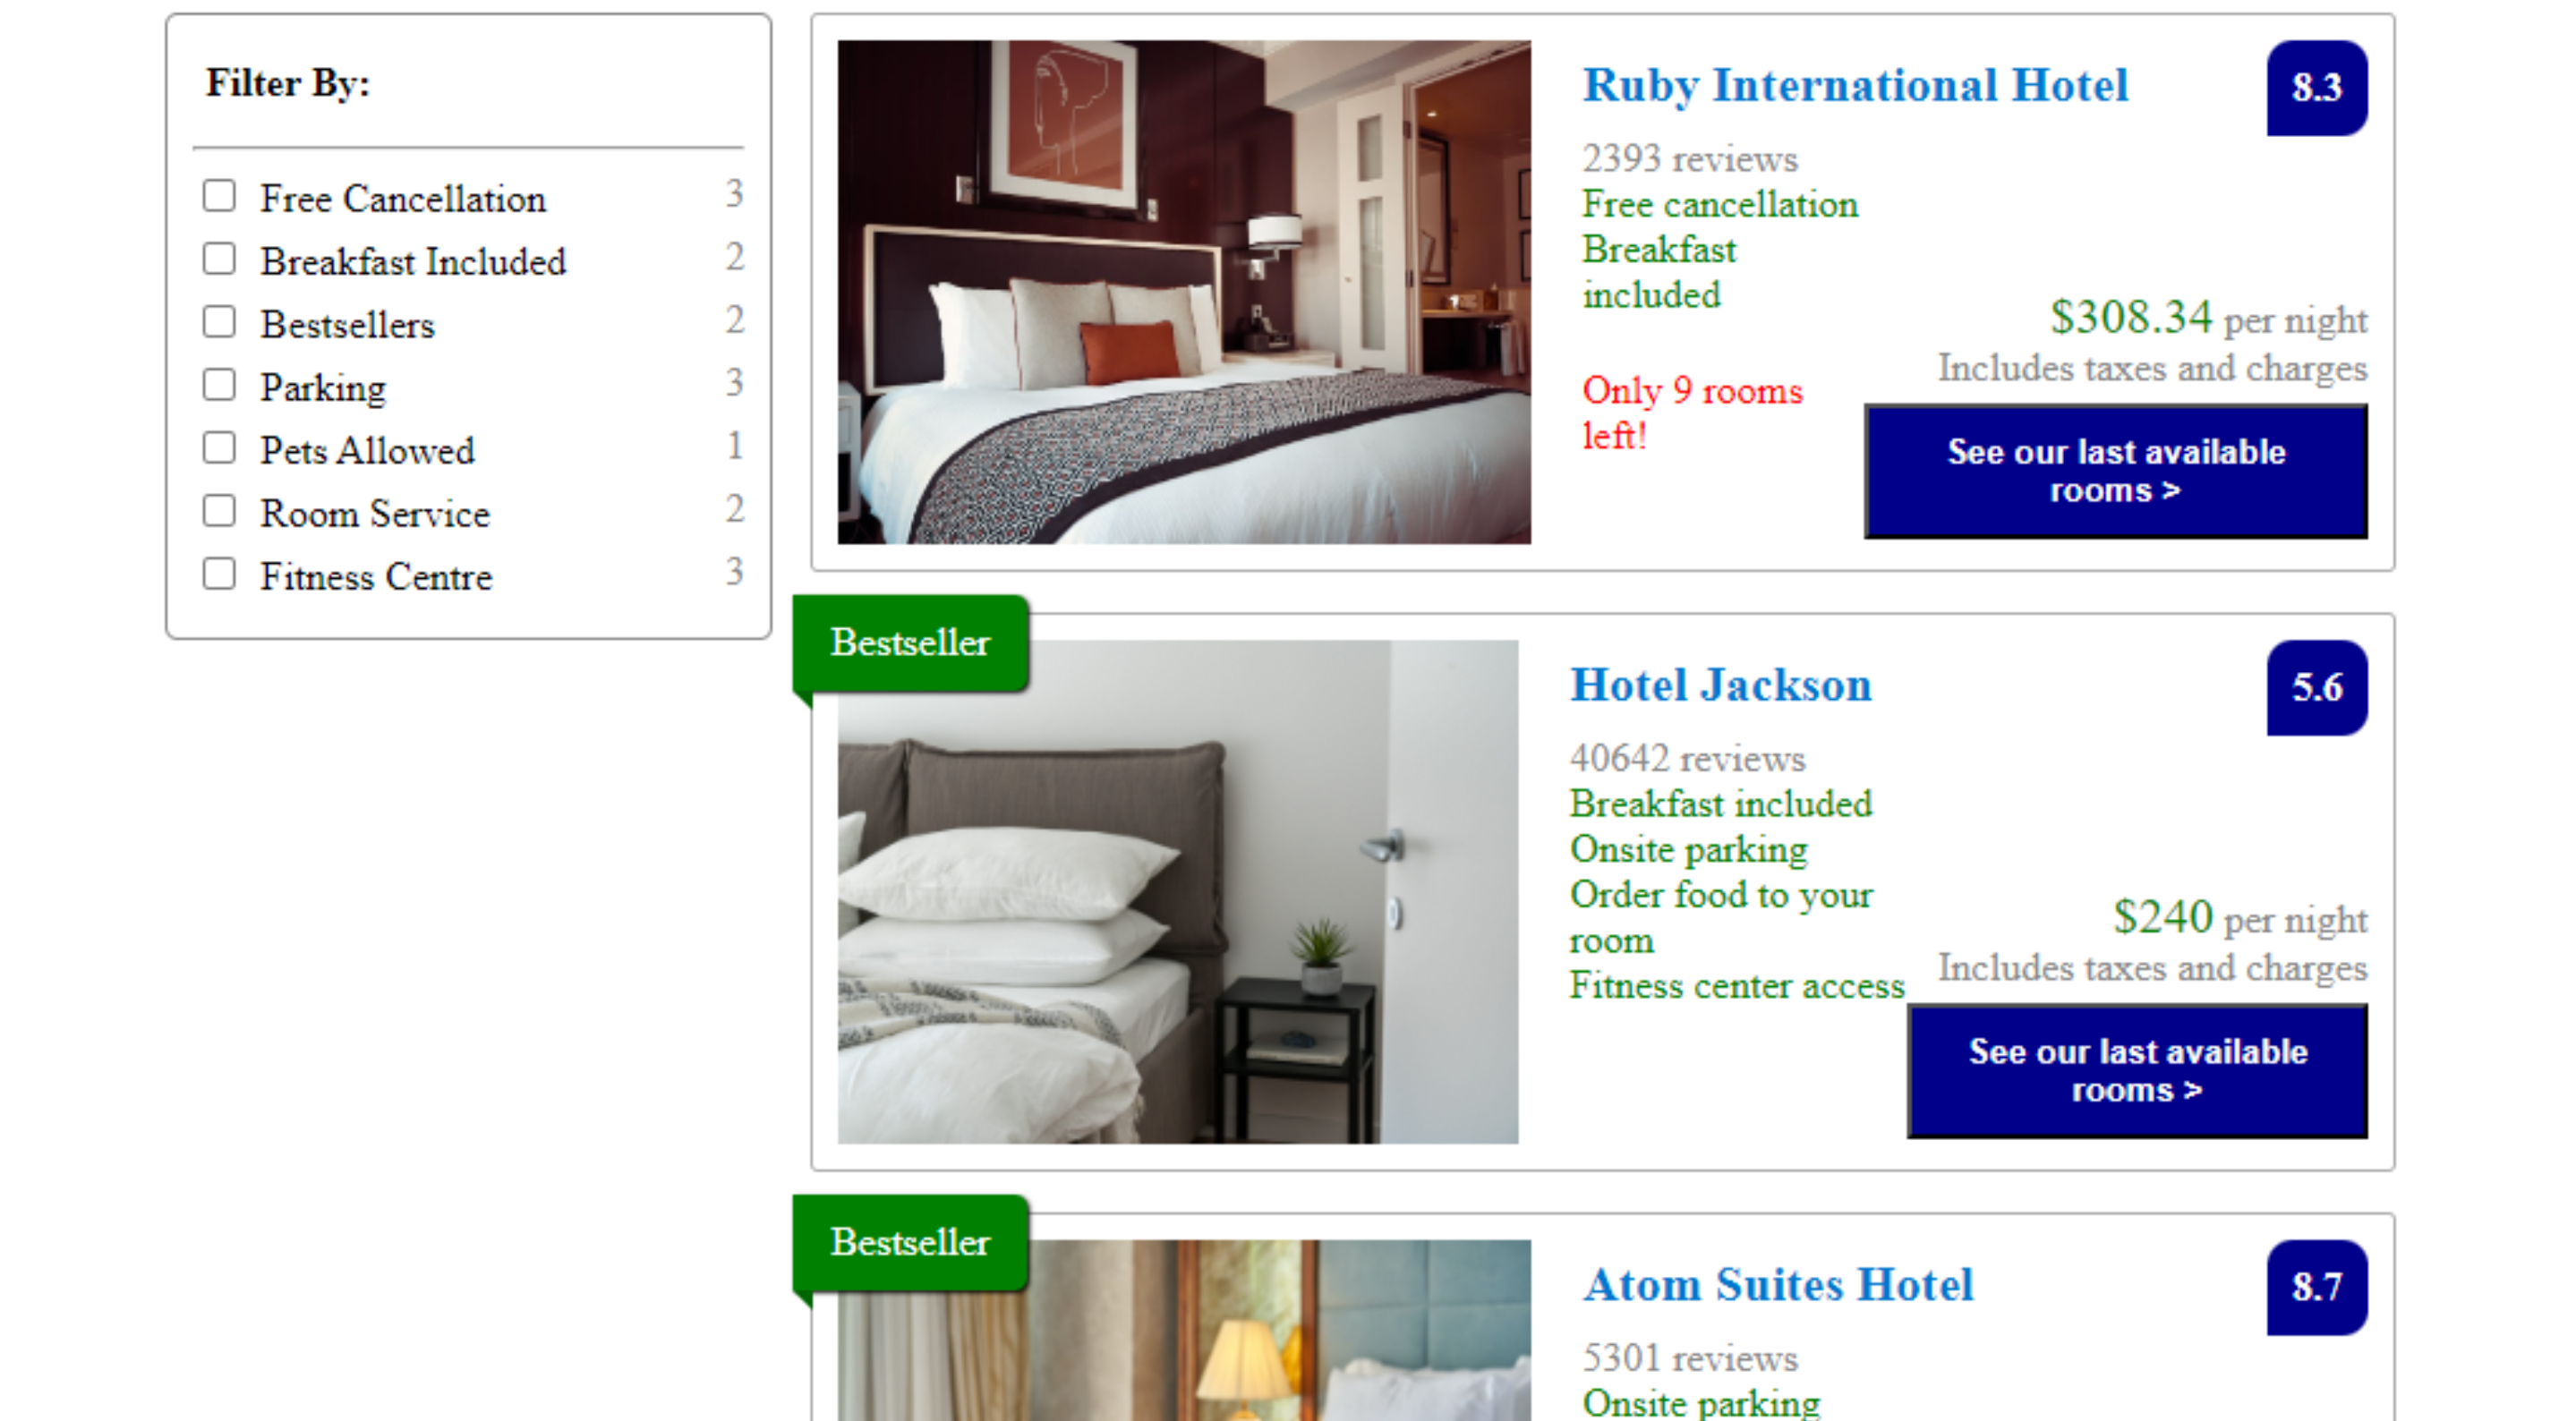 Filter By:
Free Cancellation 3
Breakfast Included 2
Bestsellers 2
Parking 3
Pets Allowed 1
Room Service 2
Fitness Centre 3
Ruby International Hotel
8.3
2393 reviews
Free cancellation
Breakfast
included
Only 9 rooms
left!
$308.34 per night
Includes taxes and charges
See our last available
rooms >
Bestseller
Hotel Jackson
5.6
40642 reviews
Breakfast included
Onsite parking
Order food to your
room
Fitness center access
$240 per night
Includes taxes and charges
See our last available
rooms >
Bestseller
Atom Suites Hotel
8.7
5301 reviews
Onsite parking